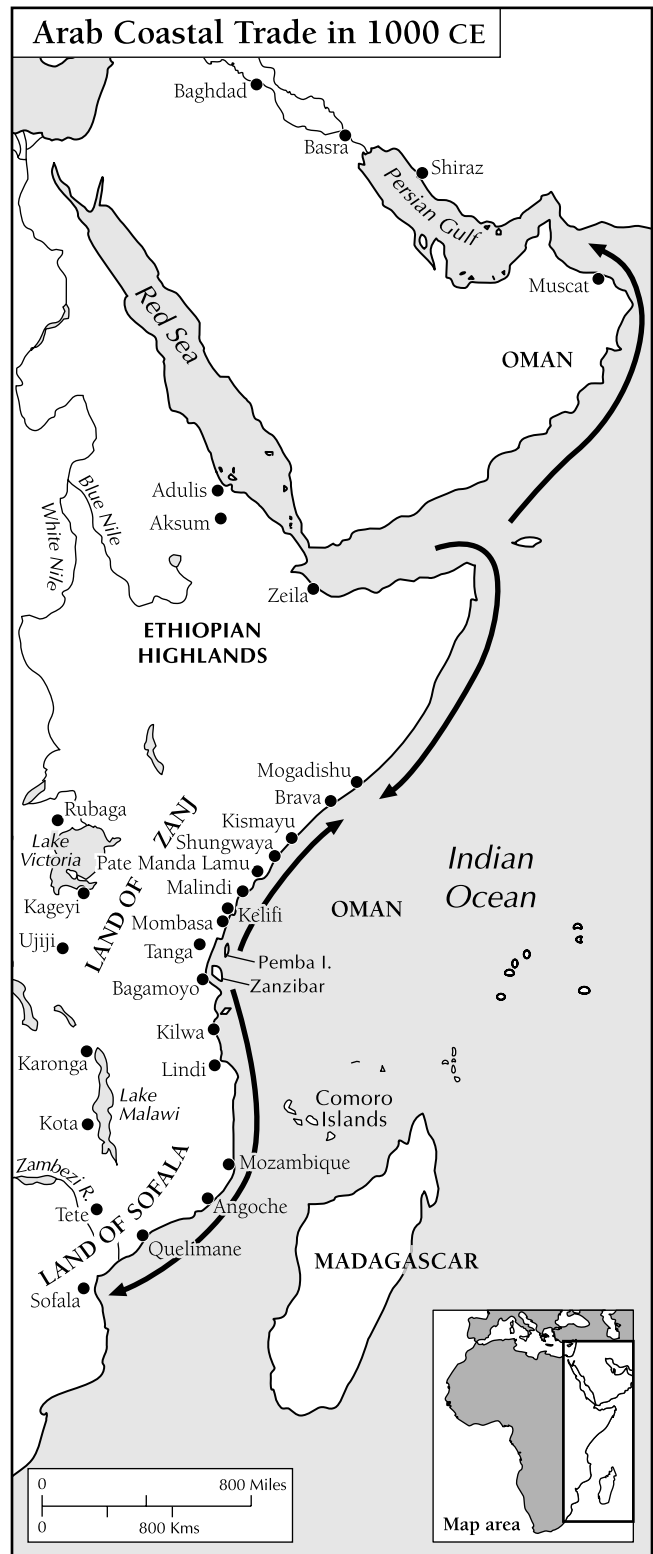 Arab Coastal Trade in 1000 CE
Baghdad
Basra
Shiraz
Persian Gulf
Muscat
Red Sea
OMAN
Adulis
Aksum
Blue Nile
White Nile
Zeila
ETHIOPIAN
HIGHLANDS
Mogadishu
Brava
Rubaga
Kismayu
LAND OF ZANJ
Shungwaya
Lake
Victoria
Pate Manda Lamu
Indian
Ocean
Malindi
Kageyi
Kelifi
OMAN
Mombasa
Ujiji
Tanga
Pemba I.
Bagamoyo
Zanzibar
Kilwa
Karonga
Lindi
Lake
Malawi
Comoro
Islands
Kota
Mozambique
Zambezi R.
Tete
Angoche
LAND OF SOFALA
Quelimane
MADAGASCAR
Sofala
0
800 Miles
0
800 Kms
Map area